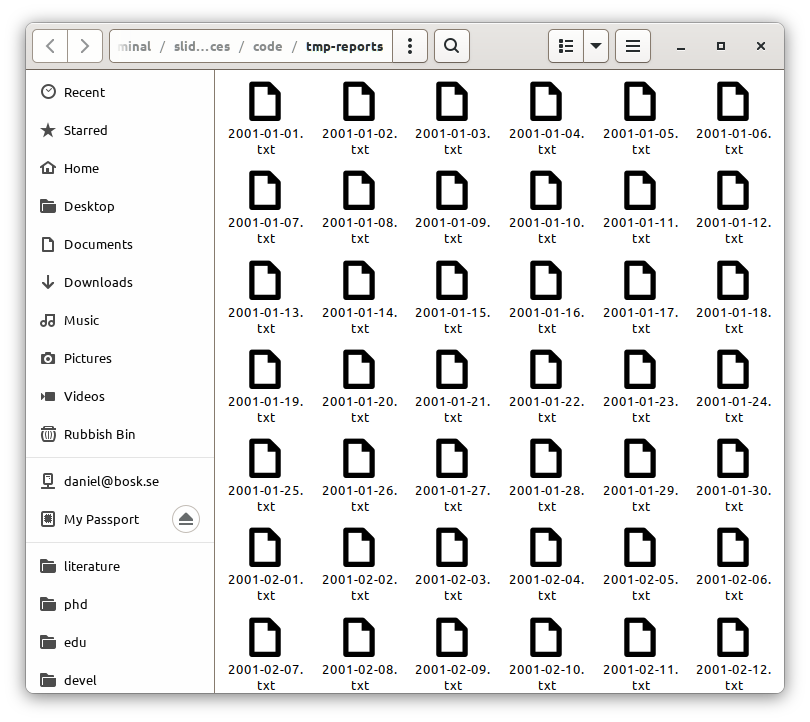 minal / slid...ces / code / tmp-reports
Recent
Starred
Home
Desktop
Documents
Downloads
Music
Pictures
Videos
Rubbish Bin
daniel@bosk.se
My Passport
literature
phd
edu
devel
2001-01-01. 2001-01-02. 2001-01-03. 2001-01-04. 2001-01-05. 2001-01-06.
txt txt txt txt txt txt
2001-01-07. 2001-01-08. 2001-01-09. 2001-01-10. 2001-01-11. 2001-01-12.
txt txt txt txt txt txt
2001-01-13. 2001-01-14. 2001-01-15. 2001-01-16. 2001-01-17. 2001-01-18.
txt txt txt txt txt txt
2001-01-19. 2001-01-20. 2001-01-21. 2001-01-22. 2001-01-23. 2001-01-24.
txt txt txt txt txt txt
2001-01-25. 2001-01-26. 2001-01-27. 2001-01-28. 2001-01-29. 2001-01-30.
txt txt txt txt txt txt
2001-02-01. 2001-02-02. 2001-02-03. 2001-02-04. 2001-02-05. 2001-02-06.
txt txt txt txt txt txt
2001-02-07. 2001-02-08. 2001-02-09. 2001-02-10. 2001-02-11. 2001-02-12.
txt txt txt txt txt txt